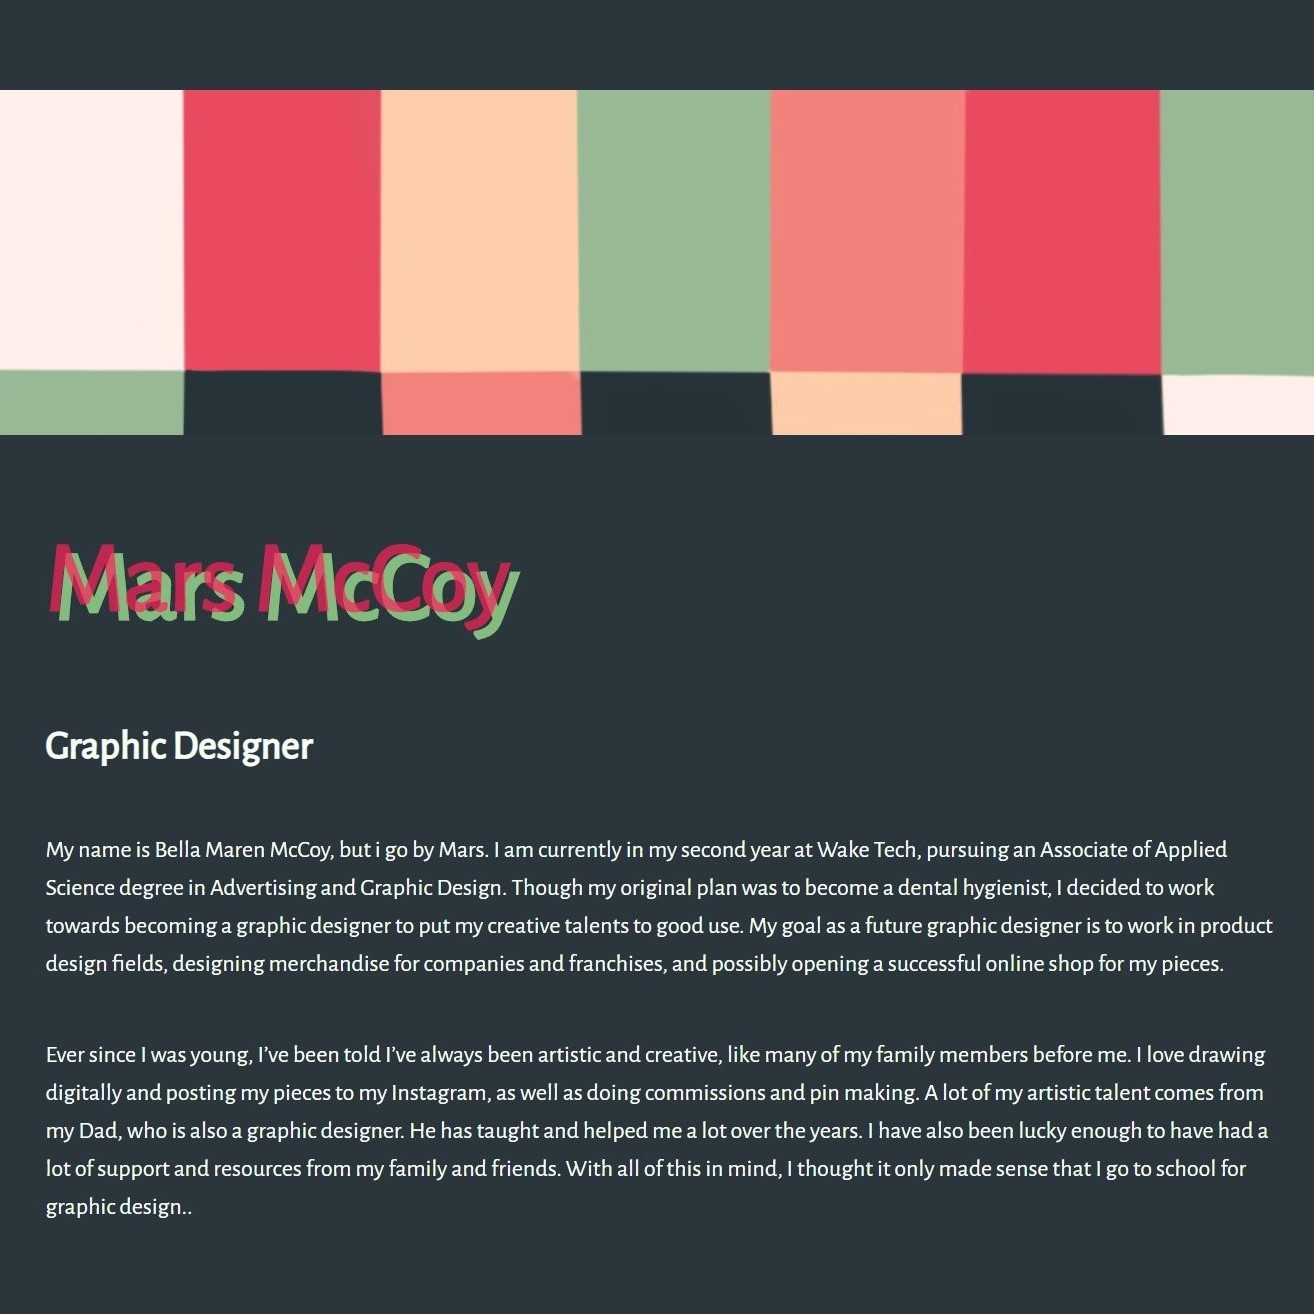 Mars McCoy
Graphic Designer
My name is Bella Maren McCoy, but i go by Mars. I am currently in my second year at Wake Tech, pursuing an Associate of Applied
Science degree in Advertising and Graphic Design. Though my original plan was to become a dental hygienist, I decided to work
towards becoming a graphic designer to put my creative talents to good use. My goal as a future graphic designer is to work in product
design fields, designing merchandise for companies and franchises, and possibly opening a successful online shop for my pieces.
Ever since I was young, I’ve been told I’ve always been artistic and creative, like many of my family members before me. I love drawing
digitally and posting my pieces to my Instagram, as well as doing commissions and pin making. A lot of my artistic talent comes from
my Dad, who is also a graphic designer. He has taught and helped me a lot over the years. I have also been lucky enough to have had a
lot of support and resources from my family and friends. With all of this in mind, I thought it only made sense that I go to school for
graphic design..